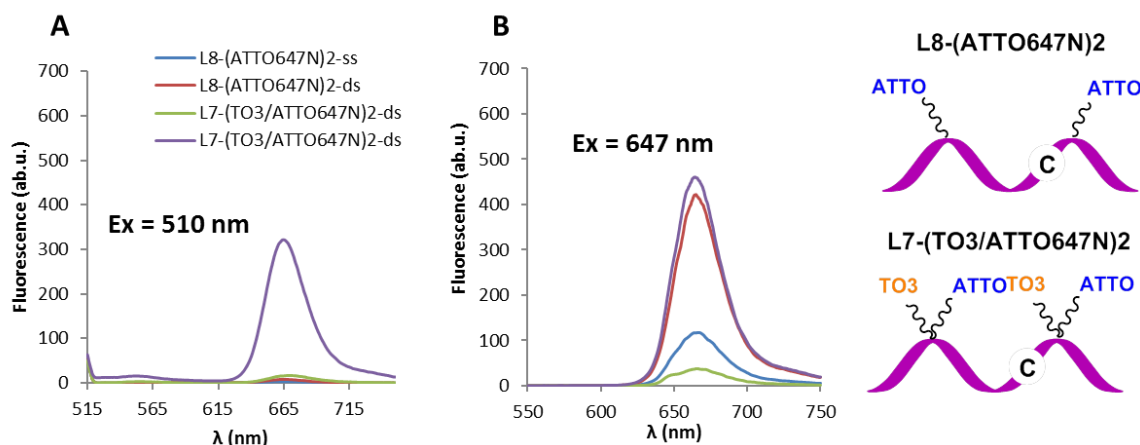 A
700
600
500
400
300
200
100
0
515
565
615
665
715
Fluorescence (ab.u.)
λ (nm)
L8-(ATTO647N)2-ss
L8-(ATTO647N)2-ds
L7-(TO3/ATTO647N)2-ds
L7-(TO3/ATTO647N)2-ds
Ex = 510 nm
B
700
600
500
400
300
200
100
0
550
600
650
700
750
Fluorescence (ab.u.)
λ (nm)
Ex = 647 nm
L8-(ATTO647N)2
ATTO
ATTO
C
L7-(TO3/ATTO647N)2
TO3
ATTO
TO3
ATTO
C